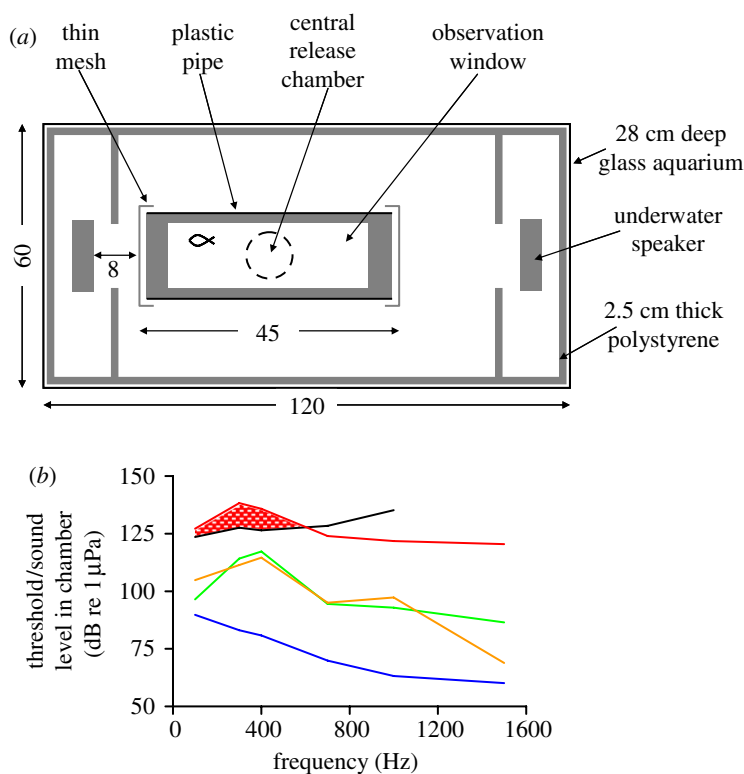 (a)
thin
mesh
plastic
pipe
central
release
chamber
observation
window
28 cm deep
glass aquarium
underwater
speaker
2.5 cm thick
polystyrene
60
8
45
120
(b)
threshold/sound
level in chamber
(dB re 1 µPa)
150
125
100
75
50
0 400 800 1200 1600
frequency (Hz)